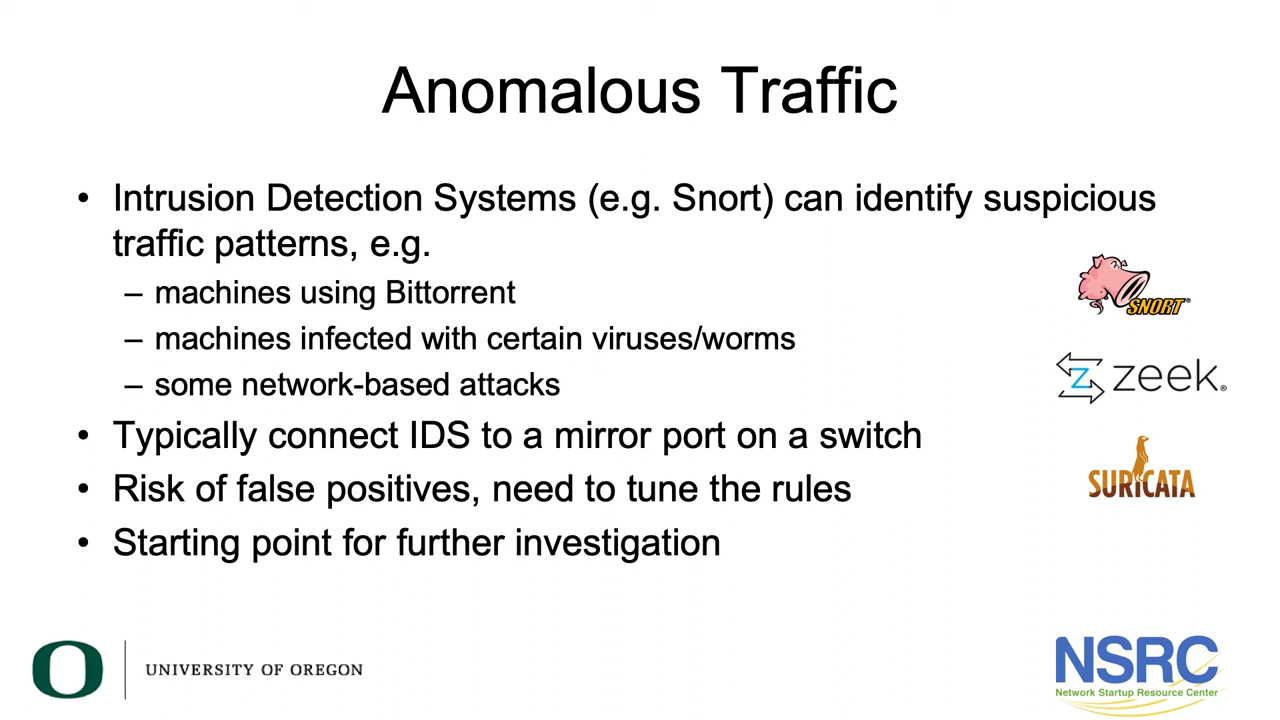 Anomalous Traffic
• Intrusion Detection Systems (e.g. Snort) can identify suspicious
traffic patterns, e.g.
– machines using Bittorrent
– machines infected with certain viruses/worms
– some network-based attacks
• Typically connect IDS to a mirror port on a switch
• Risk of false positives, need to tune the rules
• Starting point for further investigation
SNORT®
zeek®
SURICATA
O UNIVERSITY OF OREGON
NSRC
Network Startup Resource Center